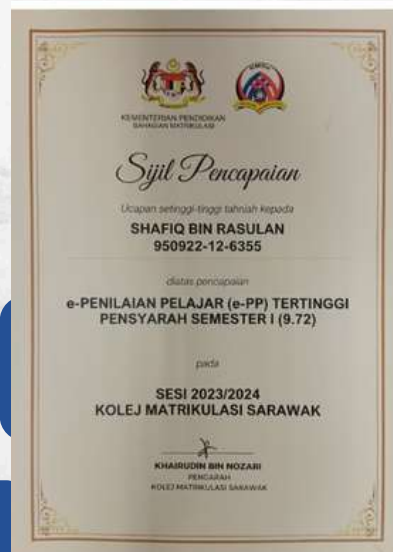 KEMENTERIAN PENDIDIKAN
BAHAGIAN MATRIKULASI
Sijil Pencapaian
Ucapan setinggi-tinggi tahniah kepada
SHAFIQ BIN RASULAN
950922-12-6355
diatas pencapaian
e-PENILAIAN PELAJAR (e-PP) TERTINGGI
PENSYARAH SEMESTER I (9.72)
pada
SESI 2023/2024
KOLEJ MATRIKULASI SARAWAK
KHAIRUDIN BIN NOZARI
PENGARAH
KOLEJ MATRIKULASI SARAWAK